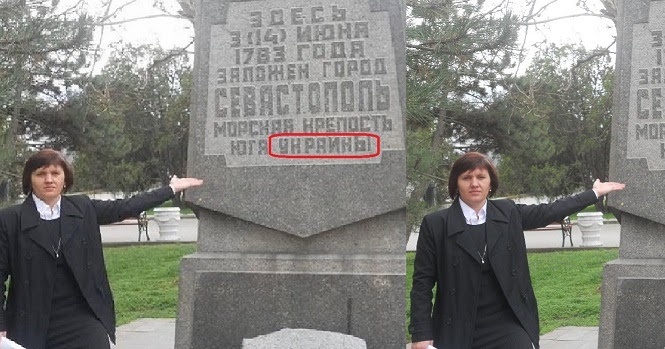 ЗДЕСЬ
3(14) ИЮНЯ
1783 ГОДА
ЗАЛОЖЕН ГОРОД
СЕВАСТОПОЛЬ
МОРСКАЯ КРЕПОСТЬ
ЮГА УКРАИНЫ